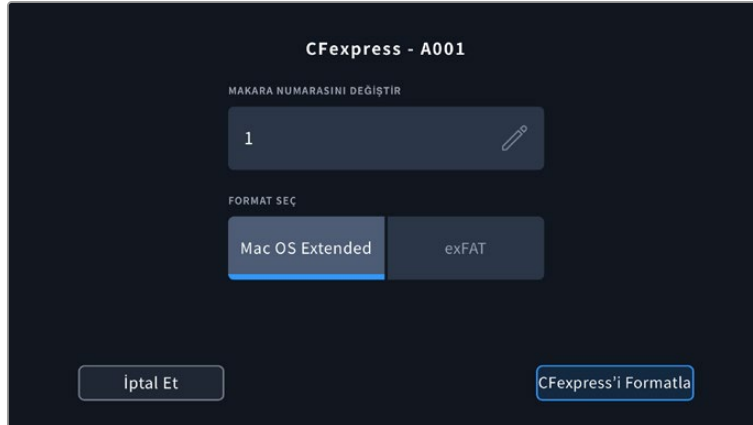 CFexpress - A001
MAKARA NUMARASINI DEĞİŞTİR
1
FORMAT SEÇ
Mac OS Extended
exFAT
İptal Et
CFexpress’i Formatla